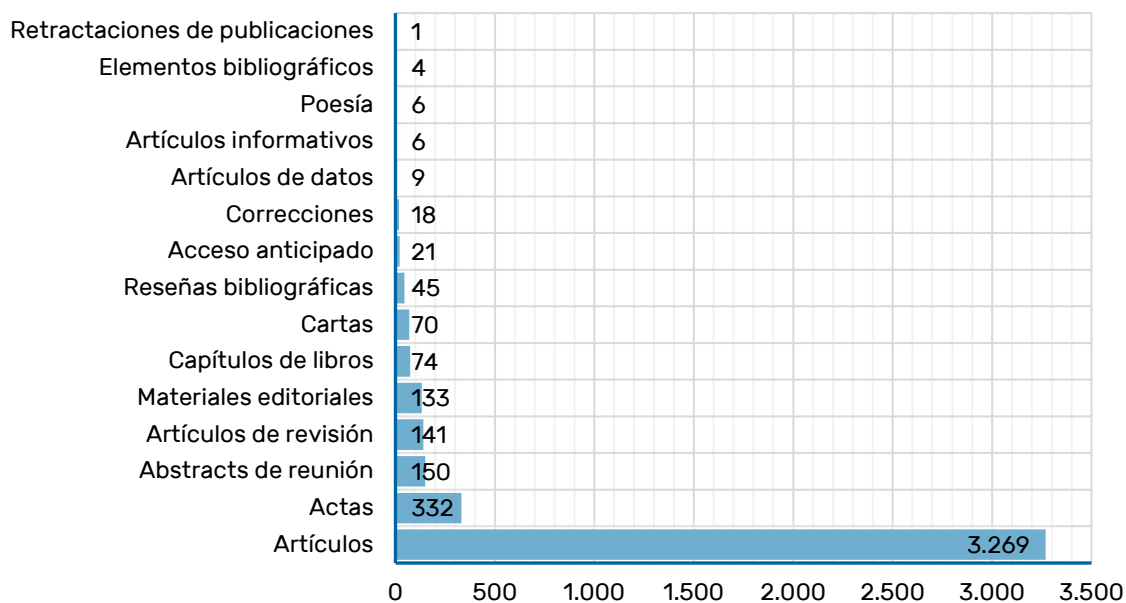 Retractaciones de publicaciones 1
Elementos bibliográficos 4
Poesía 6
Artículos informativos 6
Artículos de datos 9
Correcciones 18
Acceso anticipado 21
Reseñas bibliográficas 45
Cartas 70
Capítulos de libros 74
Materiales editoriales 133
Artículos de revisión 141
Abstracts de reunión 150
Actas 332
Artículos 3.269
0 500 1.000 1.500 2.000 2.500 3.000 3.500